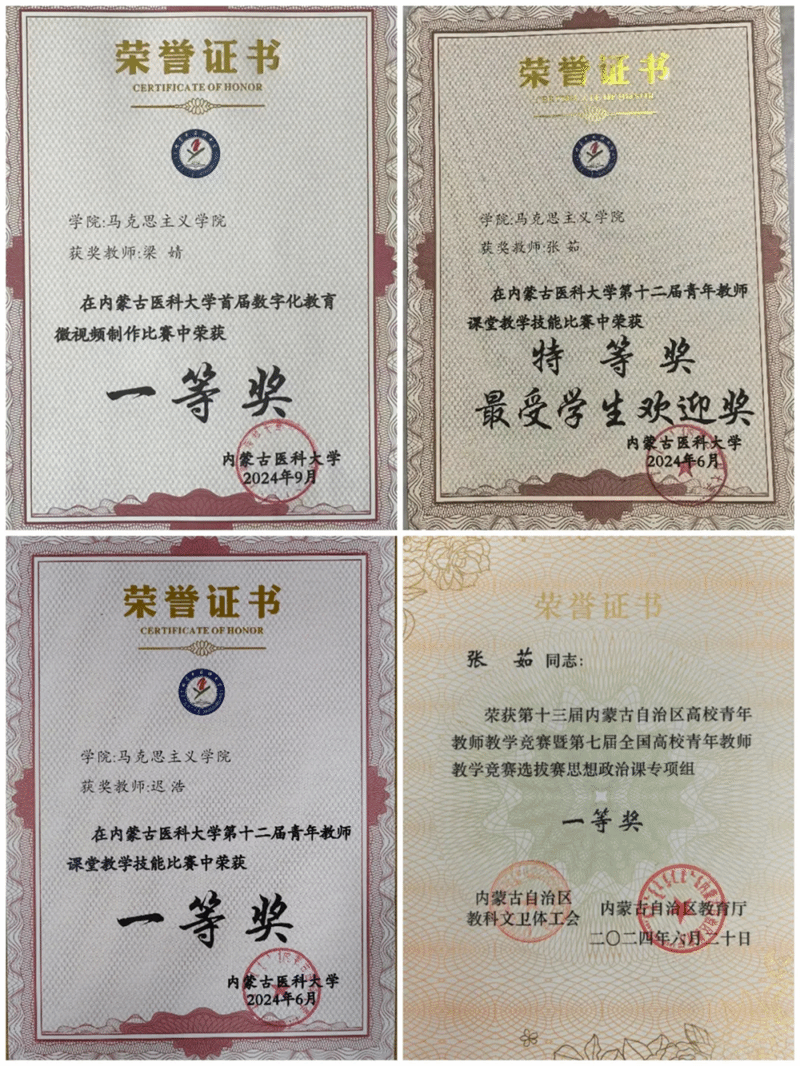 荣誉证书
CERTIFICATE OF HONOR
学院:马克思主义学院
获奖教师:梁 婧
在内蒙古医科大学首届数字化教育
微视频制作比赛中荣获
一等奖
内蒙古医科大学
2024年9月
荣誉证书
CERTIFICATE OF HONOR
学院:马克思主义学院
获奖教师:张 茹
在内蒙古医科大学第十二届青年教师
课堂教学技能比赛中荣获
特等奖
最受学生欢迎奖
内蒙古医科大学
2024年6月
荣誉证书
CERTIFICATE OF HONOR
学院:马克思主义学院
获奖教师:迟 浩
在内蒙古医科大学第十二届青年教师
课堂教学技能比赛中荣获
一等奖
内蒙古医科大学
2024年6月
荣誉证书
张 茹 同志:
荣获第十三届内蒙古自治区高校青年
教师教学竞赛暨第七届全国高校青年教师
教学竞赛选拔赛思想政治课专项组
一等奖
内蒙古自治区
教科文卫体工会
内蒙古自治区教育厅
二〇二四年六月二十日